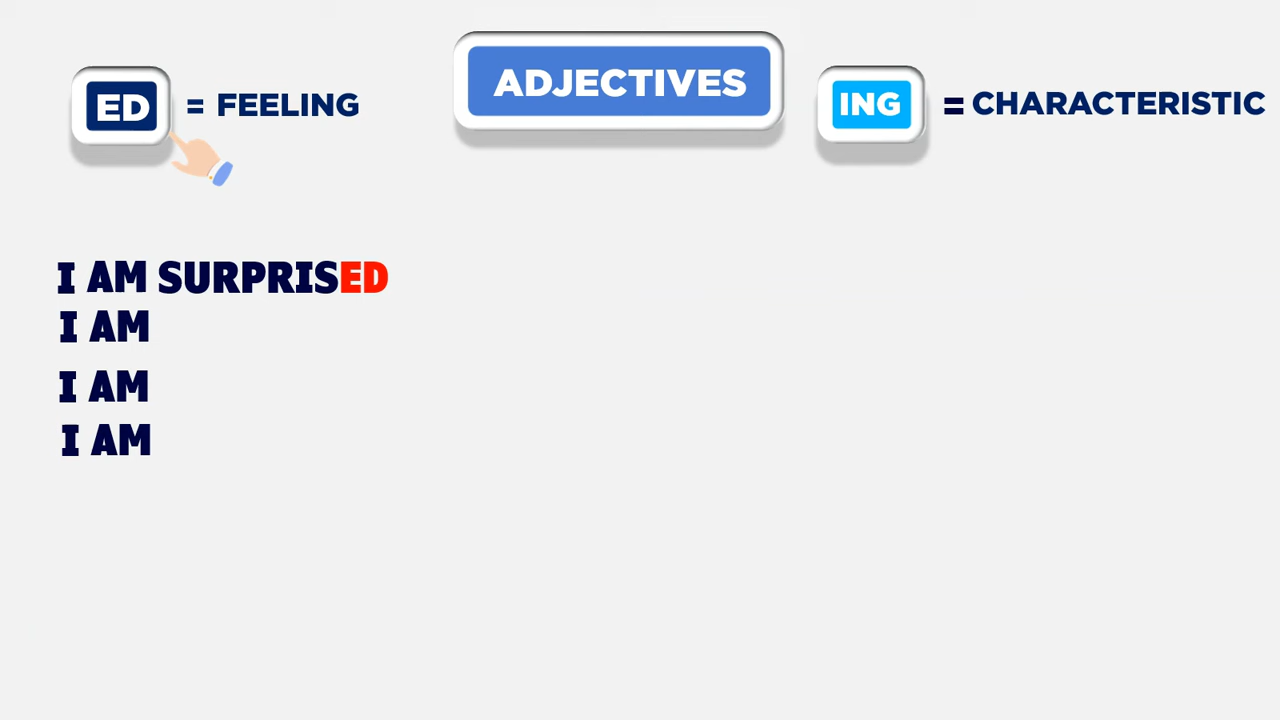 ADJECTIVES
ED = FEELING
ING = CHARACTERISTIC
I AM SURPRISED
I AM
I AM
I AM